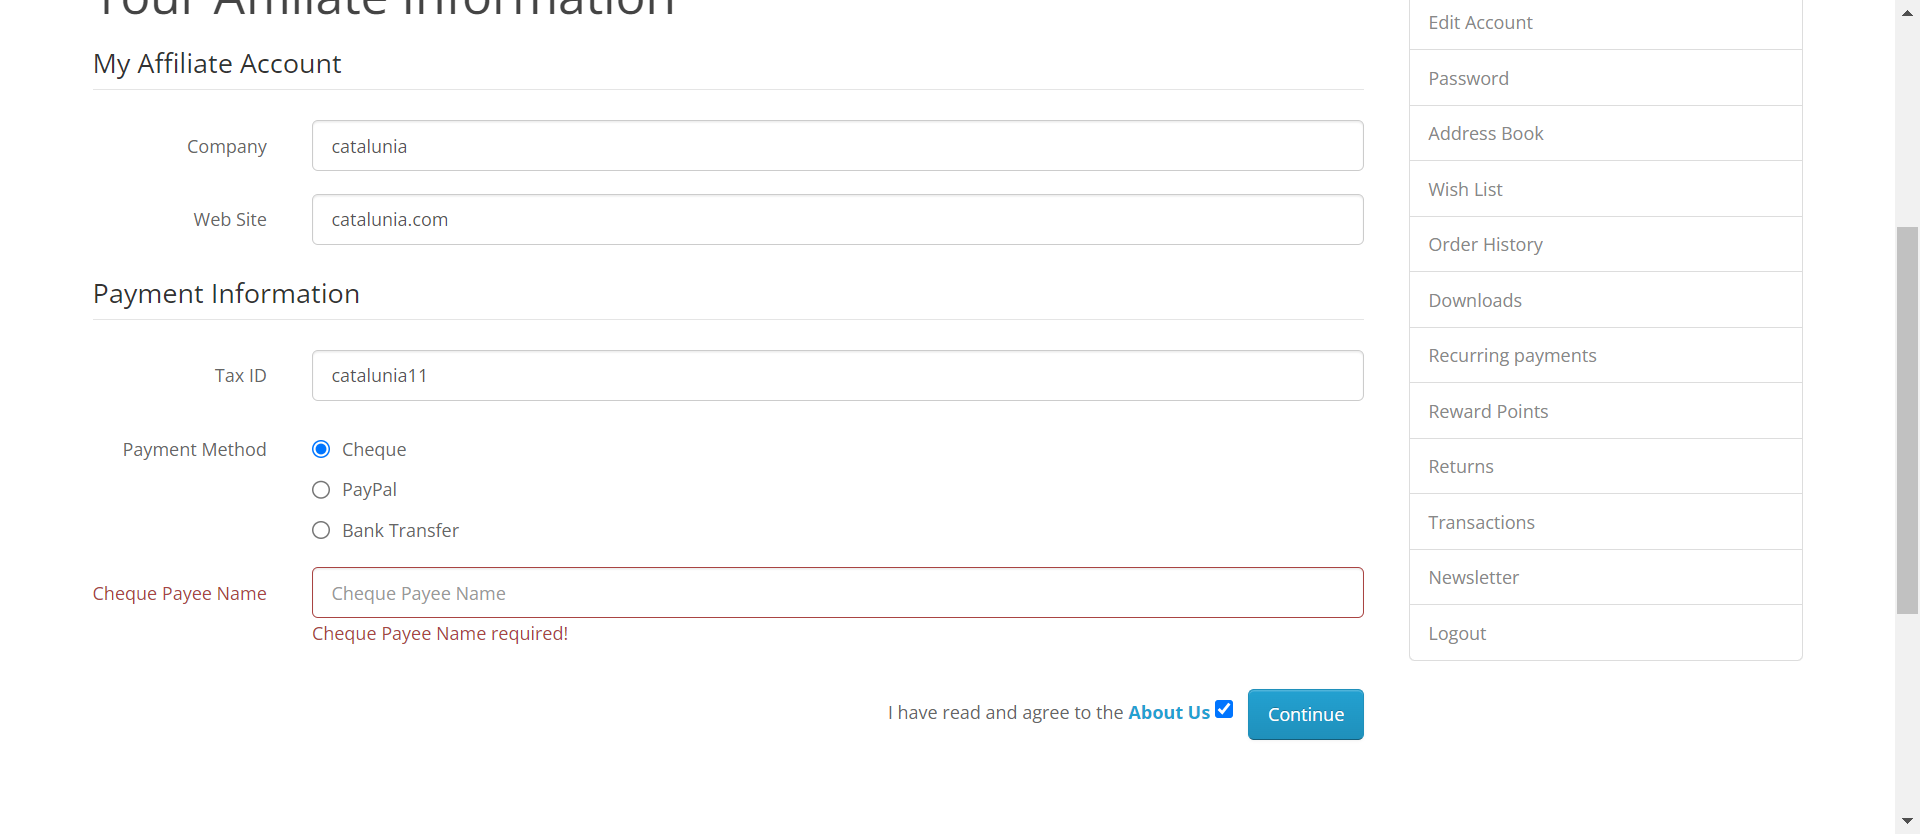 Your Affiliate Information
My Affiliate Account
Company
catalunia
Web Site
catalunia.com
Payment Information
Tax ID
catalunia11
Payment Method
Cheque
PayPal
Bank Transfer
Cheque Payee Name
Cheque Payee Name
Cheque Payee Name required!
I have read and agree to the About Us
Continue
Edit Account
Password
Address Book
Wish List
Order History
Downloads
Recurring payments
Reward Points
Returns
Transactions
Newsletter
Logout